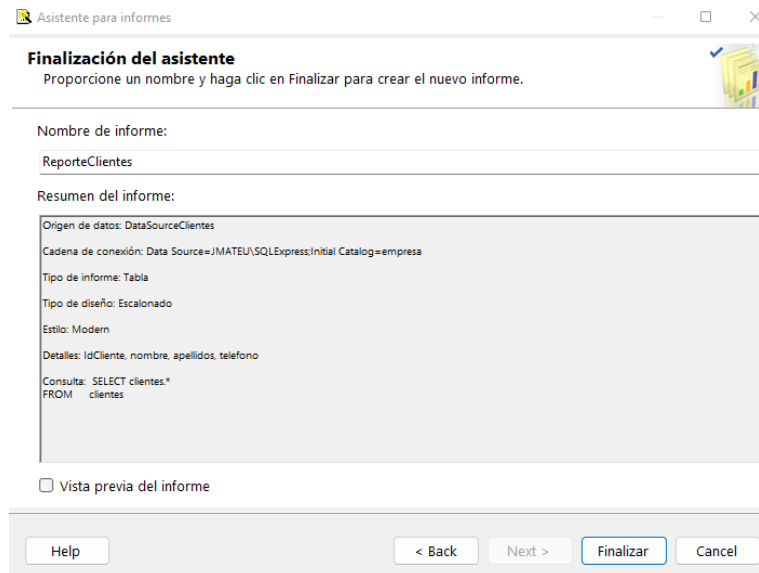 Asistente para informes
Finalización del asistente
Proporcione un nombre y haga clic en Finalizar para crear el nuevo informe.
Nombre de informe:
ReporteClientes
Resumen del informe:
Origen de datos: DataSourceClientes
Cadena de conexión: Data Source=JMATEU\SQLExpress;Initial Catalog=empresa
Tipo de informe: Tabla
Tipo de diseño: Escalonado
Estilo: Modern
Detalles: IdCliente, nombre, apellidos, telefono
Consulta: SELECT clientes.*
FROM clientes
Vista previa del informe
Help
< Back
Next >
Finalizar
Cancel